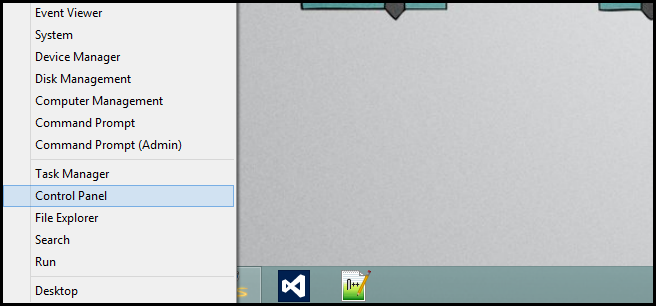 Event Viewer
System
Device Manager
Disk Management
Computer Management
Command Prompt
Command Prompt (Admin)
Task Manager
Control Panel
File Explorer
Search
Run
Desktop